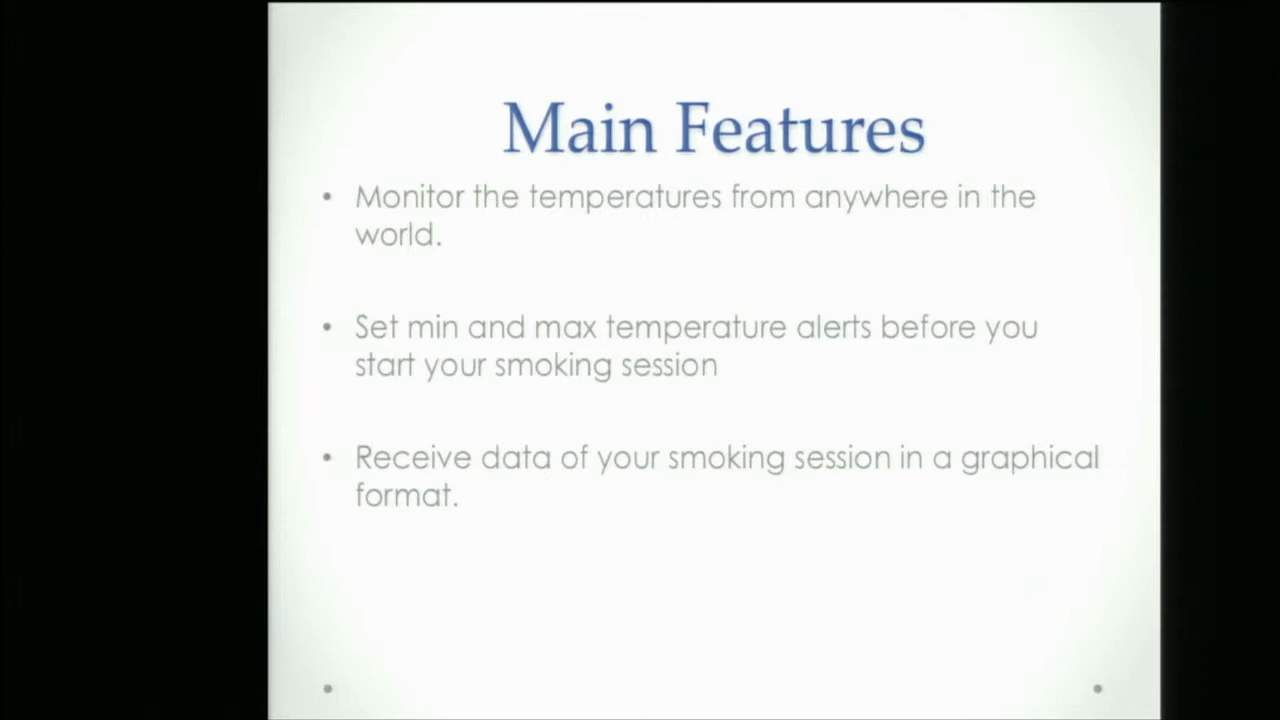 Main Features
• Monitor the temperatures from anywhere in the
world.
• Set min and max temperature alerts before you
start your smoking session
• Receive data of your smoking session in a graphical
format.